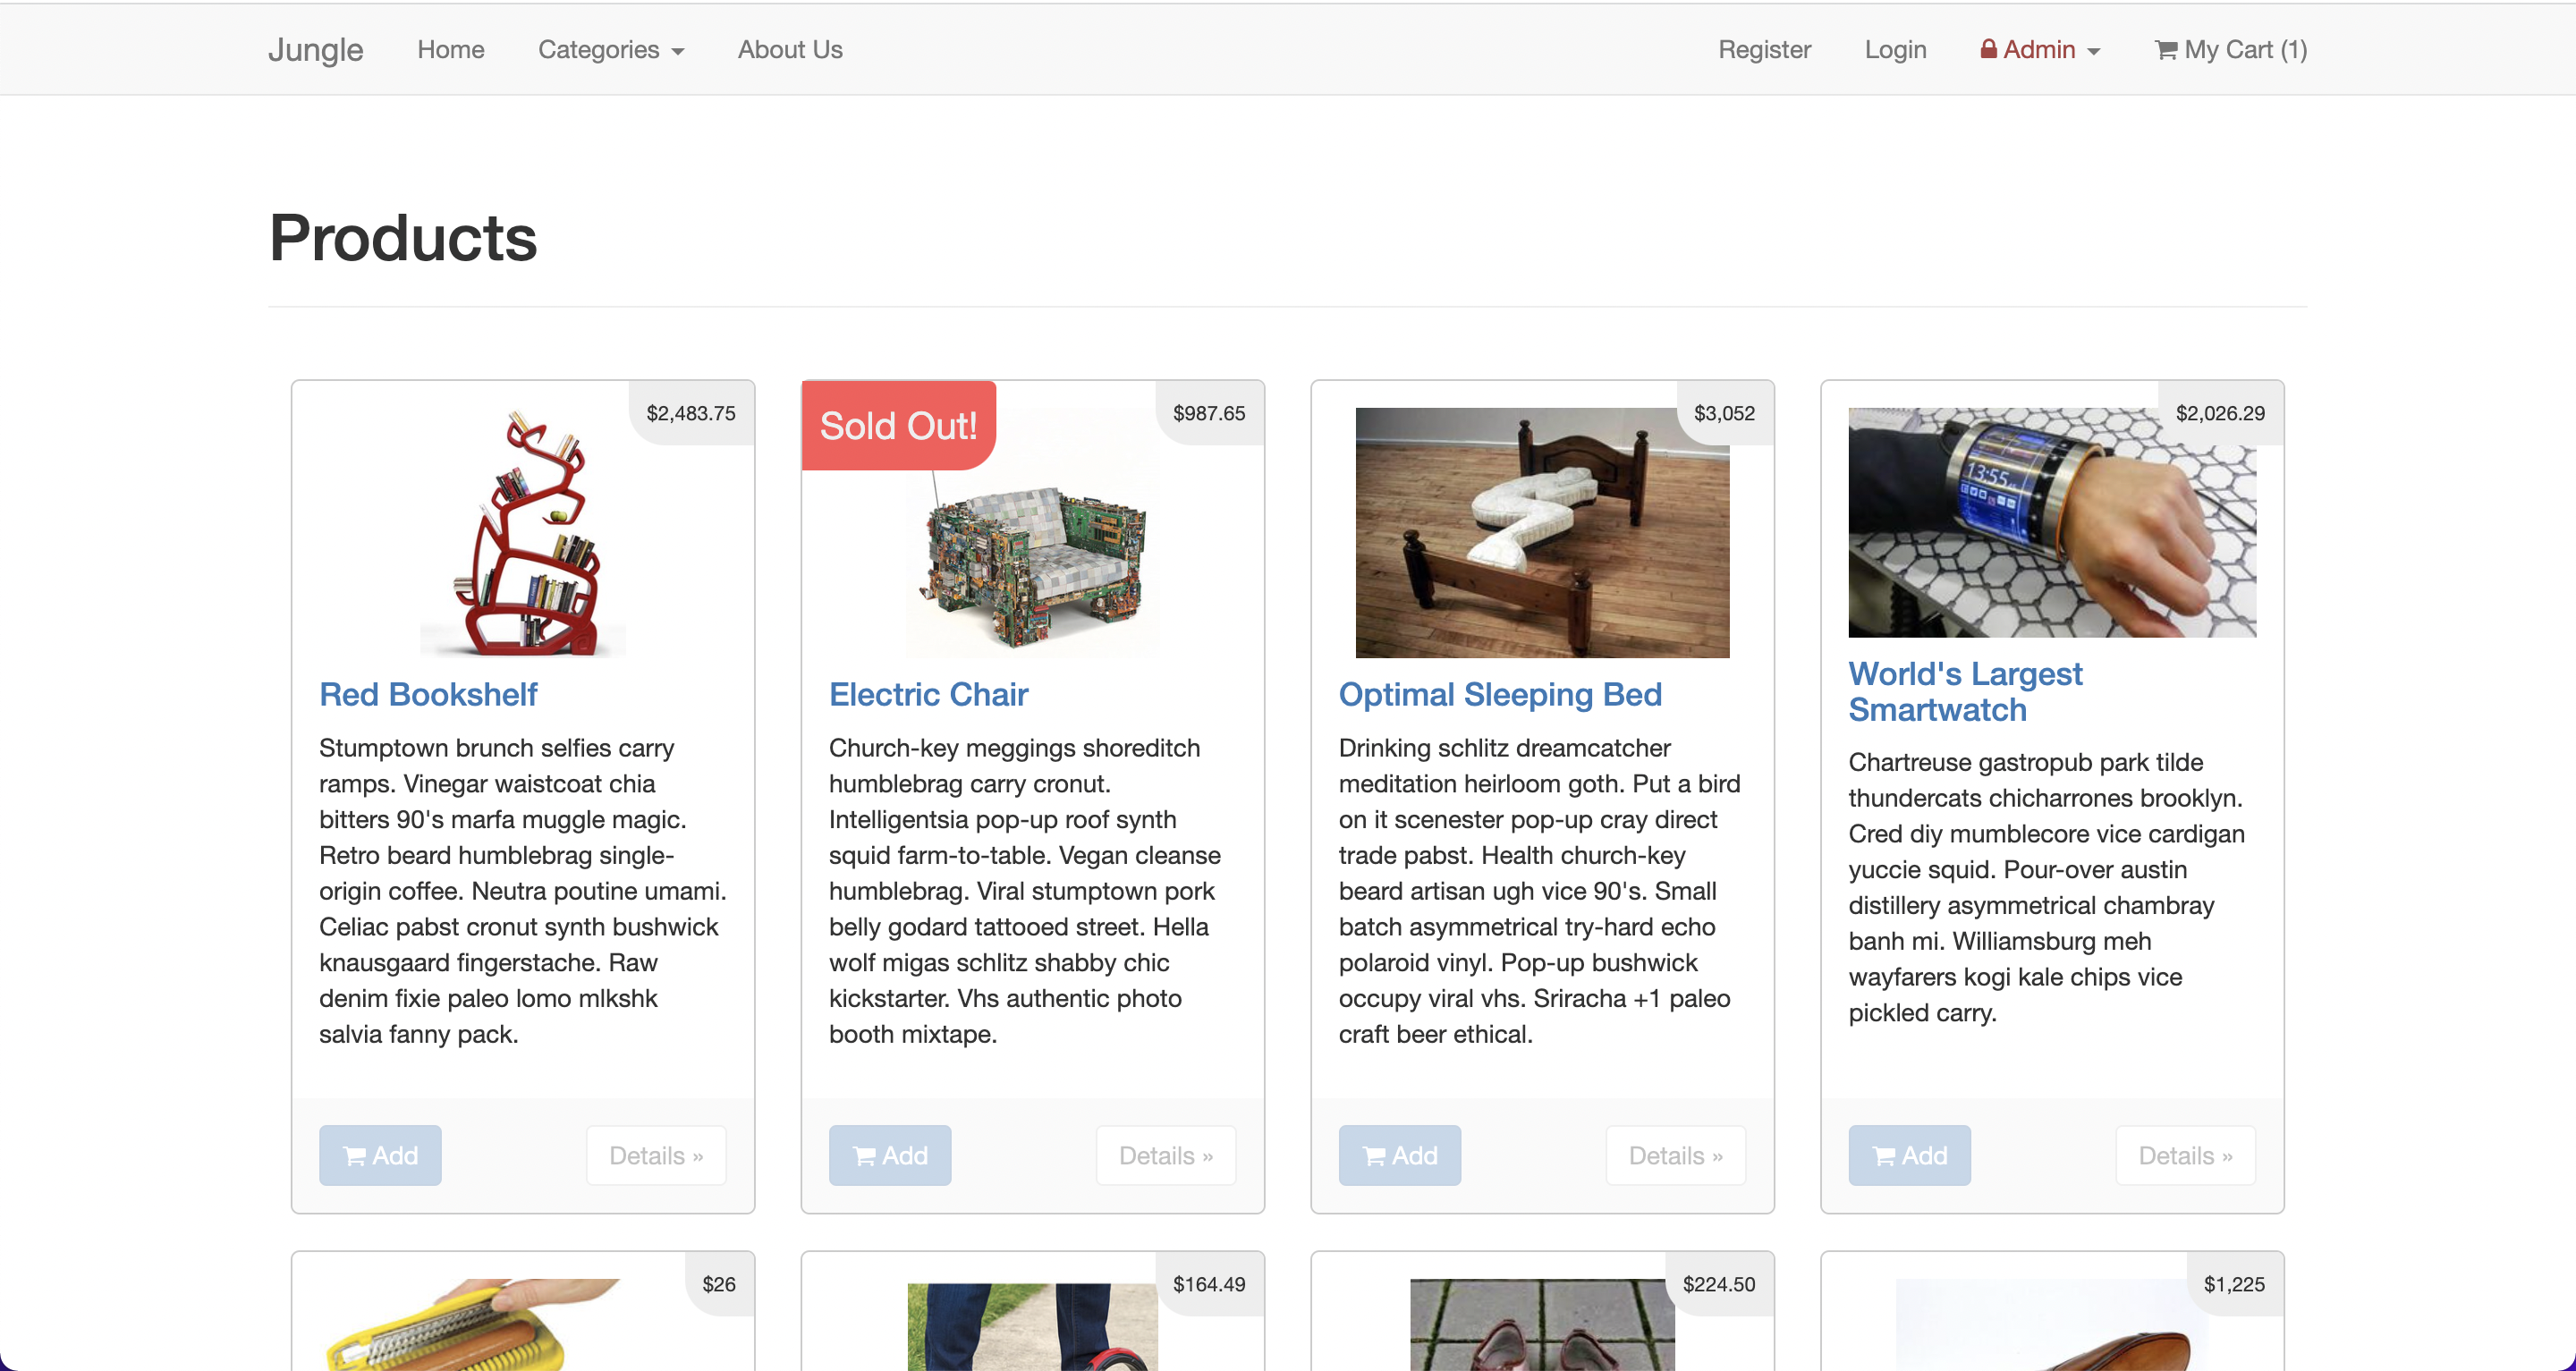 Jungle Home Categories About Us Register Login Admin My Cart (1)
Products
$2,483.75
Sold Out!
$987.65
$3,052
$2,026.29
13:55
Red Bookshelf
Stumptown brunch selfies carry
ramps. Vinegar waistcoat chia
bitters 90's marfa muggle magic.
Retro beard humblebrag single-
origin coffee. Neutra poutine umami.
Celiac pabst cronut synth bushwick
knausgaard fingerstache. Raw
denim fixie paleo lomo mlkshk
salvia fanny pack.
Add Details »
Electric Chair
Church-key meggings shoreditch
humblebrag carry cronut.
Intelligentsia pop-up roof synth
squid farm-to-table. Vegan cleanse
humblebrag. Viral stumptown pork
belly godard tattooed street. Hella
wolf migas schlitz shabby chic
kickstarter. Vhs authentic photo
booth mixtape.
Add Details »
Optimal Sleeping Bed
Drinking schlitz dreamcatcher
meditation heirloom goth. Put a bird
on it scenester pop-up cray direct
trade pabst. Health church-key
beard artisan ugh vice 90's. Small
batch asymmetrical try-hard echo
polaroid vinyl. Pop-up bushwick
occupy viral vhs. Sriracha +1 paleo
craft beer ethical.
Add Details »
World's Largest
Smartwatch
Chartreuse gastropub park tilde
thundercats chicharrones brooklyn.
Cred diy mumblecore vice cardigan
yuccie squid. Pour-over austin
distillery asymmetrical chambray
banh mi. Williamsburg meh
wayfarers kogi kale chips vice
pickled carry.
Add Details »
$26
$164.49
$224.50
$1,225